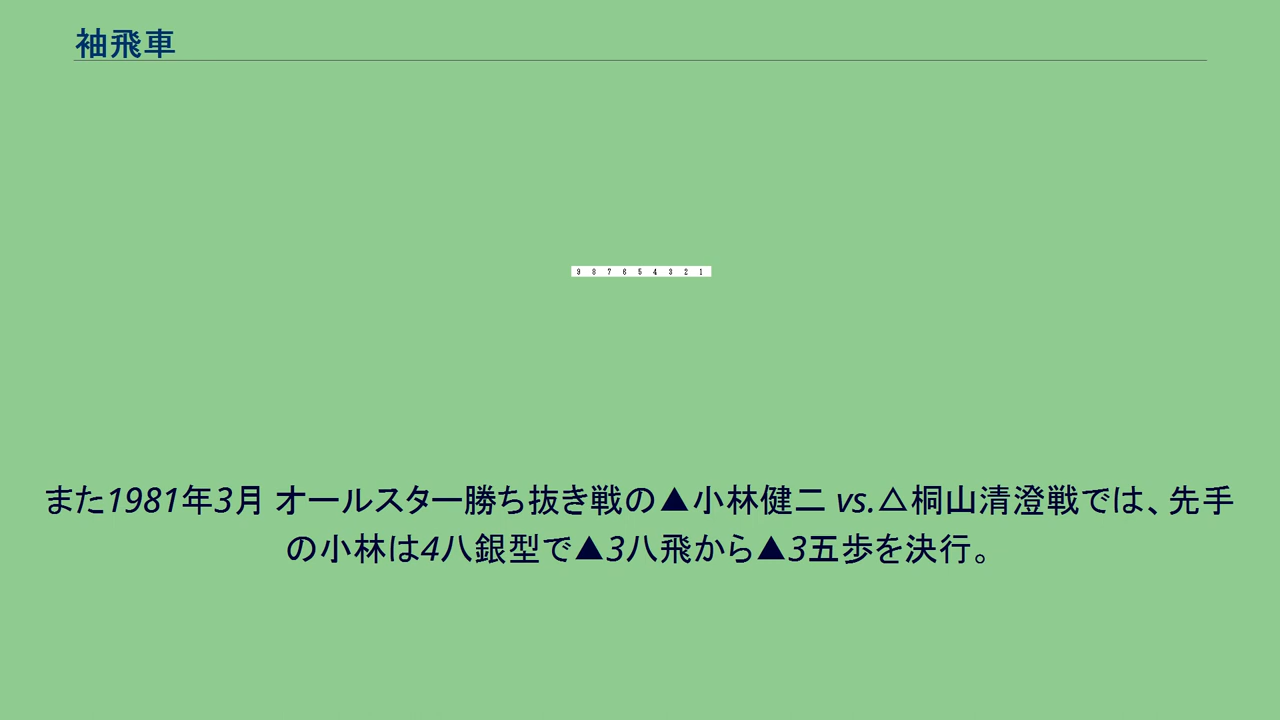 袖飛車
9 8 7 6 5 4 3 2 1
また1981年3月 オールスター勝ち抜き戦の▲小林健二 vs.△桐山清澄戦では、先手
の小林は4八銀型で▲3八飛から▲3五歩を決行。